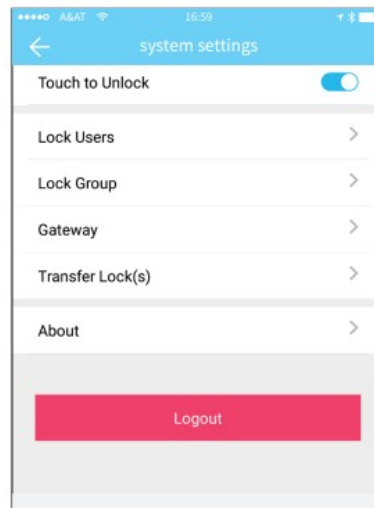 A&AT 16:59
system settings
Touch to Unlock
Lock Users
Lock Group
Gateway
Transfer Lock(s)
About
Logout